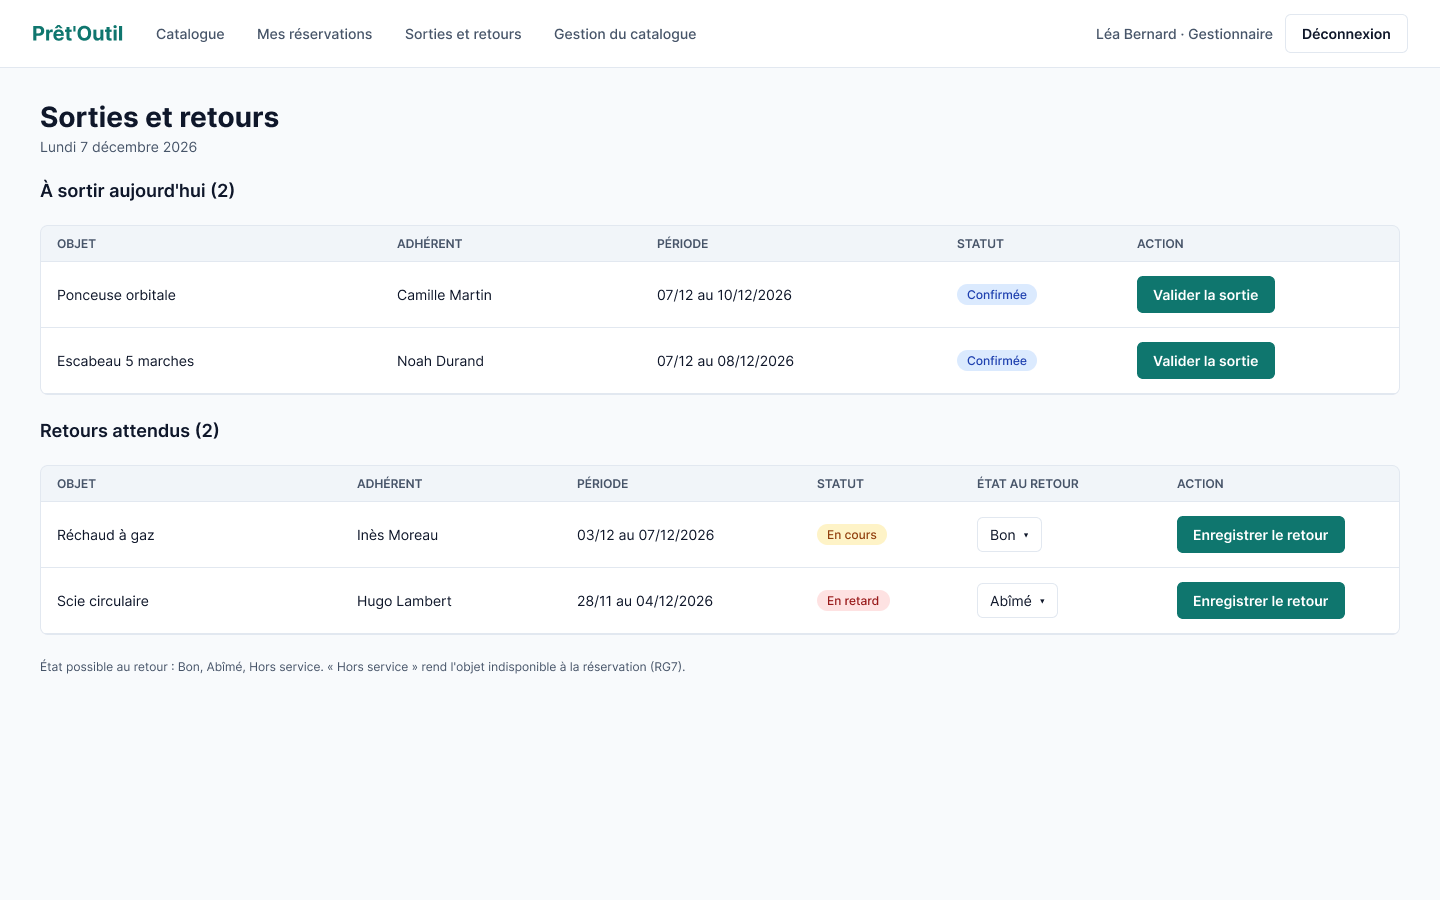 Prêt'Outil Catalogue Mes réservations Sorties et retours Gestion du catalogue Léa Bernard · Gestionnaire Déconnexion
Sorties et retours
Lundi 7 décembre 2026
À sortir aujourd'hui (2)
OBJET ADHÉRENT PÉRIODE STATUT ACTION
Ponceuse orbitale Camille Martin 07/12 au 10/12/2026 Confirmée Valider la sortie
Escabeau 5 marches Noah Durand 07/12 au 08/12/2026 Confirmée Valider la sortie
Retours attendus (2)
OBJET ADHÉRENT PÉRIODE STATUT ÉTAT AU RETOUR ACTION
Réchaud à gaz Inès Moreau 03/12 au 07/12/2026 En cours Bon Enregistrer le retour
Scie circulaire Hugo Lambert 28/11 au 04/12/2026 En retard Abîmé Enregistrer le retour
État possible au retour : Bon, Abîmé, Hors service. « Hors service » rend l'objet indisponible à la réservation (RG7).